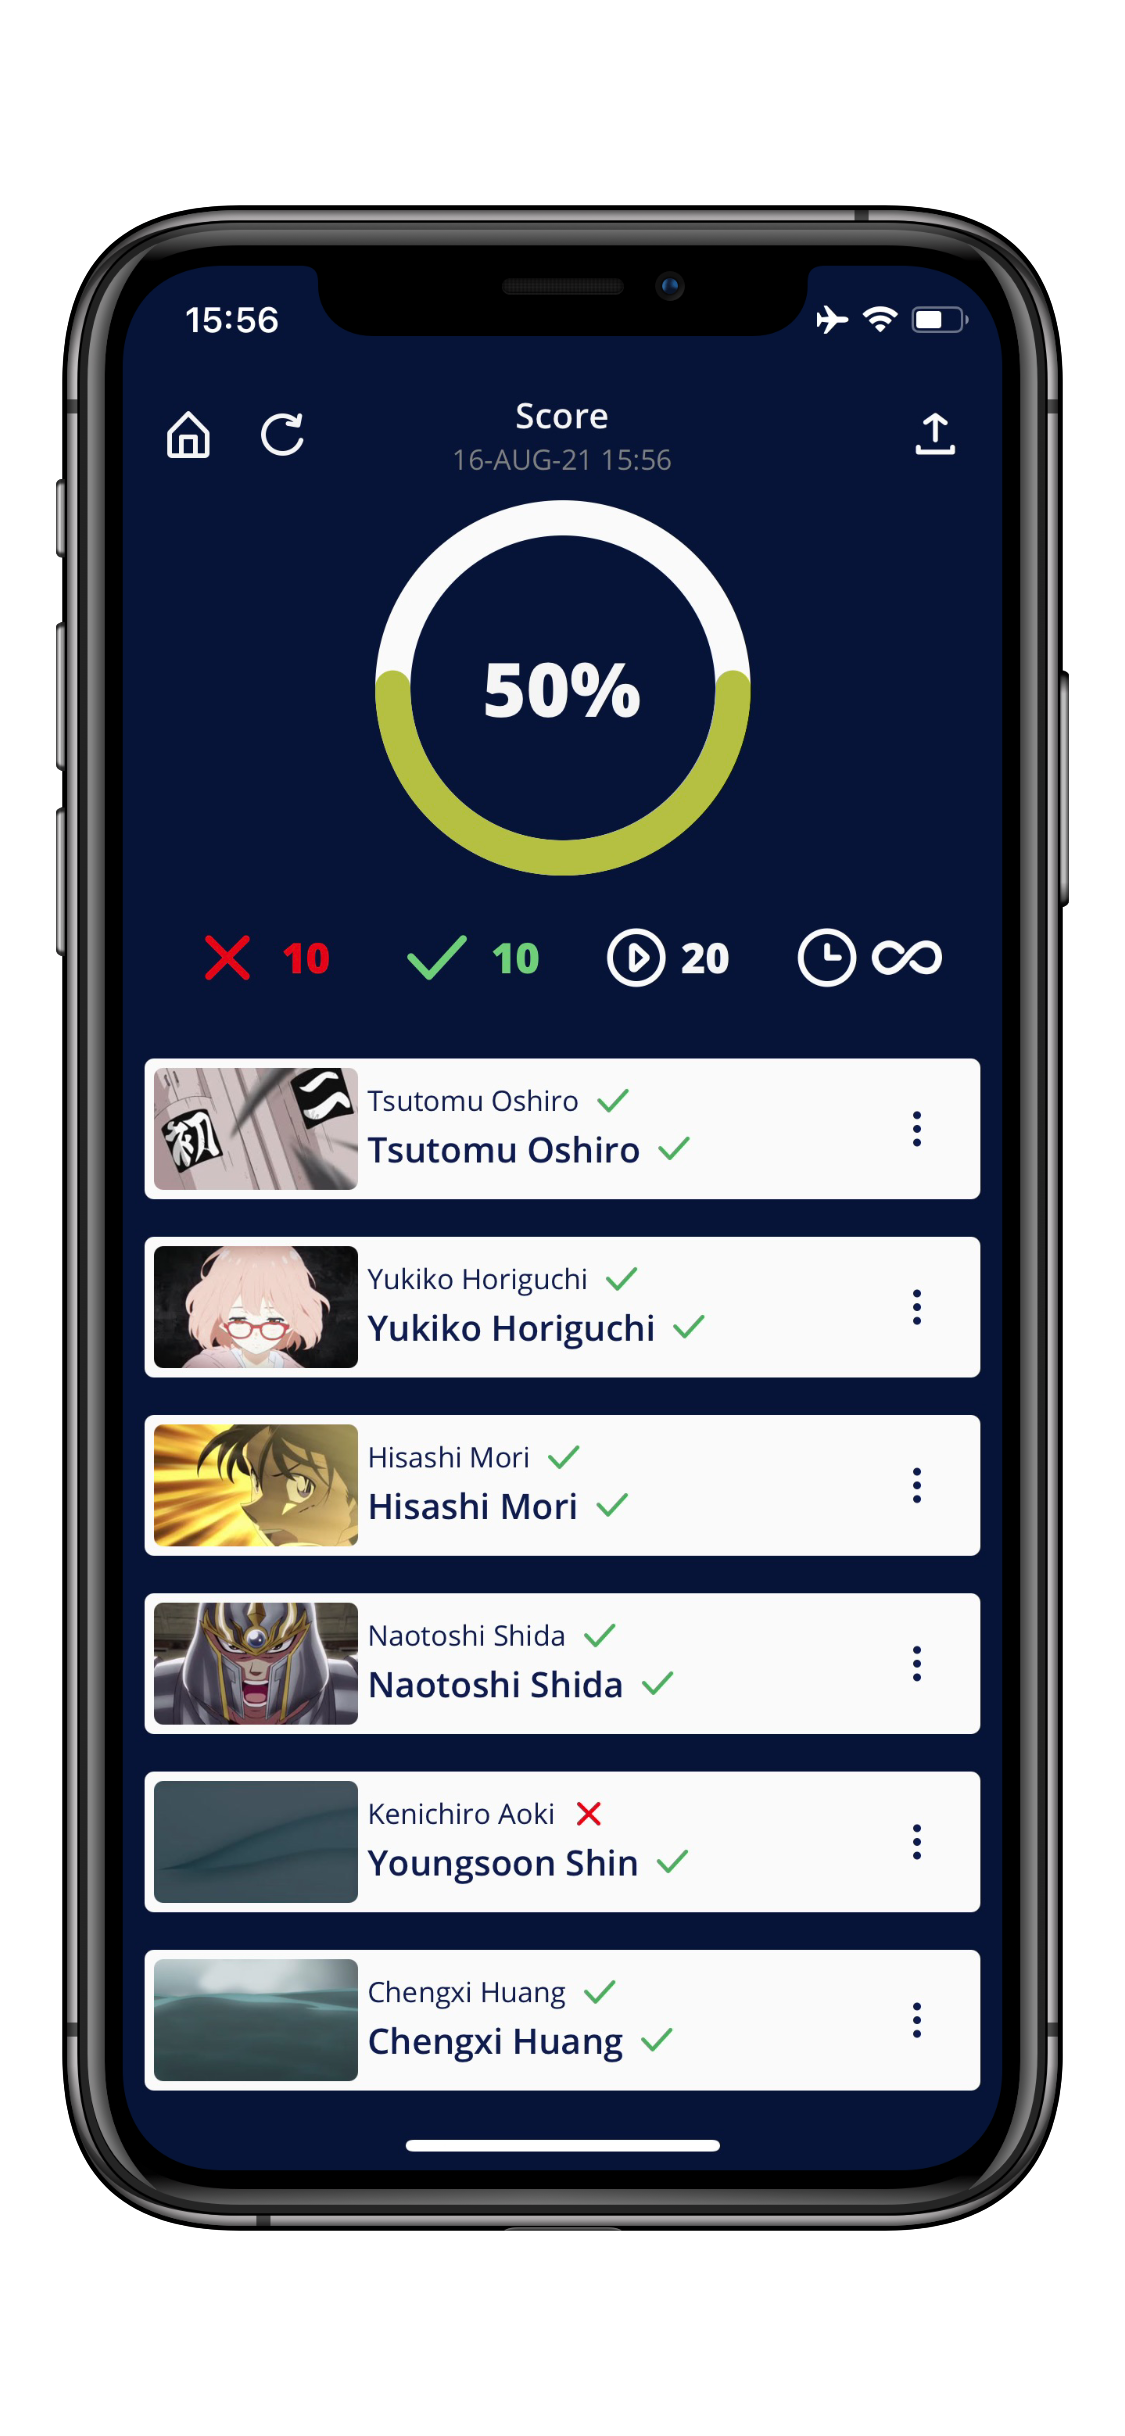 15:56
Score
16-AUG-21 15:56
50%
10
10
20
∞
初
Tsutomu Oshiro
Tsutomu Oshiro
Yukiko Horiguchi
Yukiko Horiguchi
Hisashi Mori
Hisashi Mori
Naotoshi Shida
Naotoshi Shida
Kenichiro Aoki
Youngsoon Shin
Chengxi Huang
Chengxi Huang